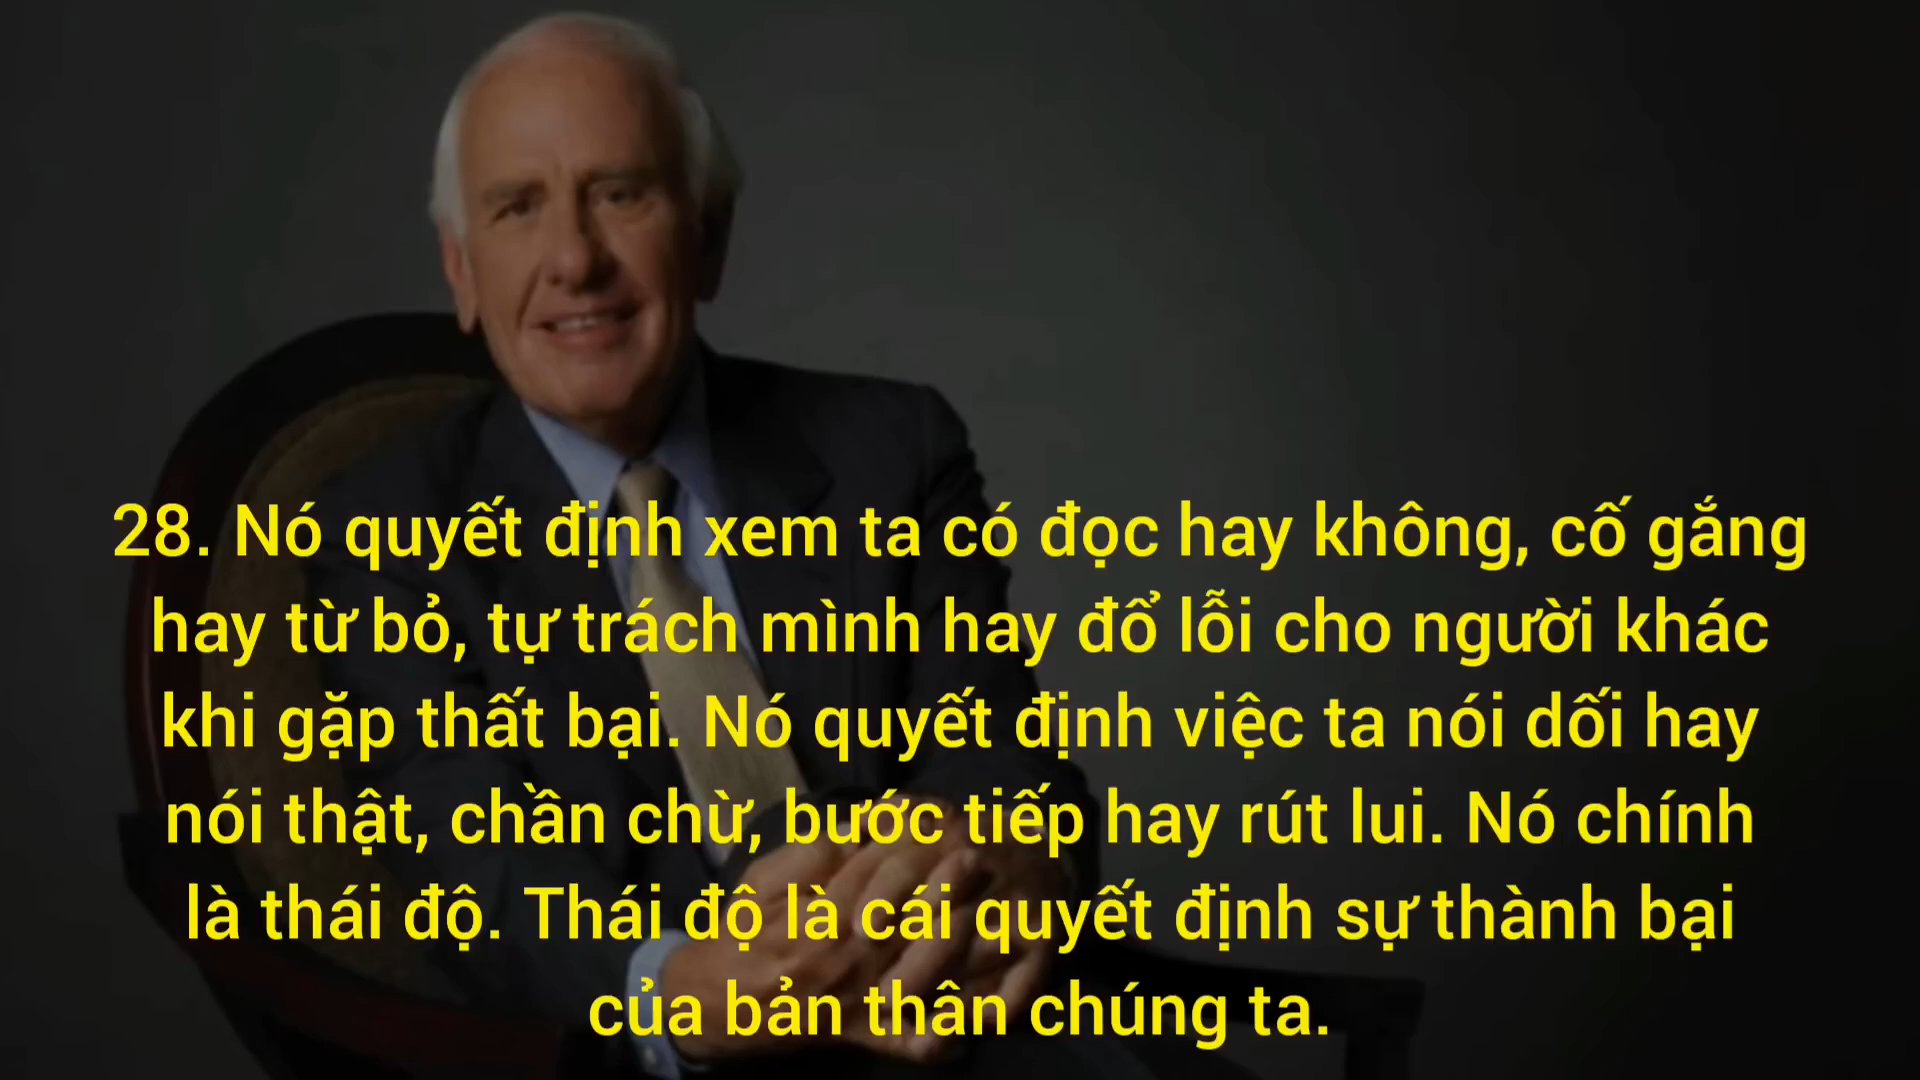 28. Nó quyết định xem ta có đọc hay không, cố gắng
hay từ bỏ, tự trách mình hay đổ lỗi cho người khác
khi gặp thất bại. Nó quyết định việc ta nói dối hay
nói thật, chần chừ, bước tiếp hay rút lui. Nó chính
là thái độ. Thái độ là cái quyết định sự thành bại
của bản thân chúng ta.